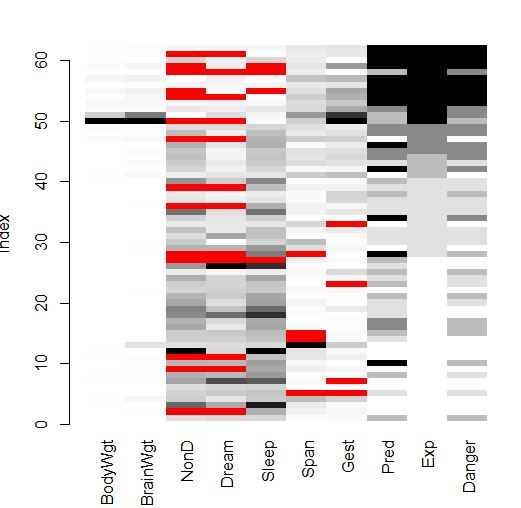 Index
0
10
20
30
40
50
60
BodyWgt
BrainWgt
NonD
Dream
Sleep
Span
Gest
Pred
Exp
Danger